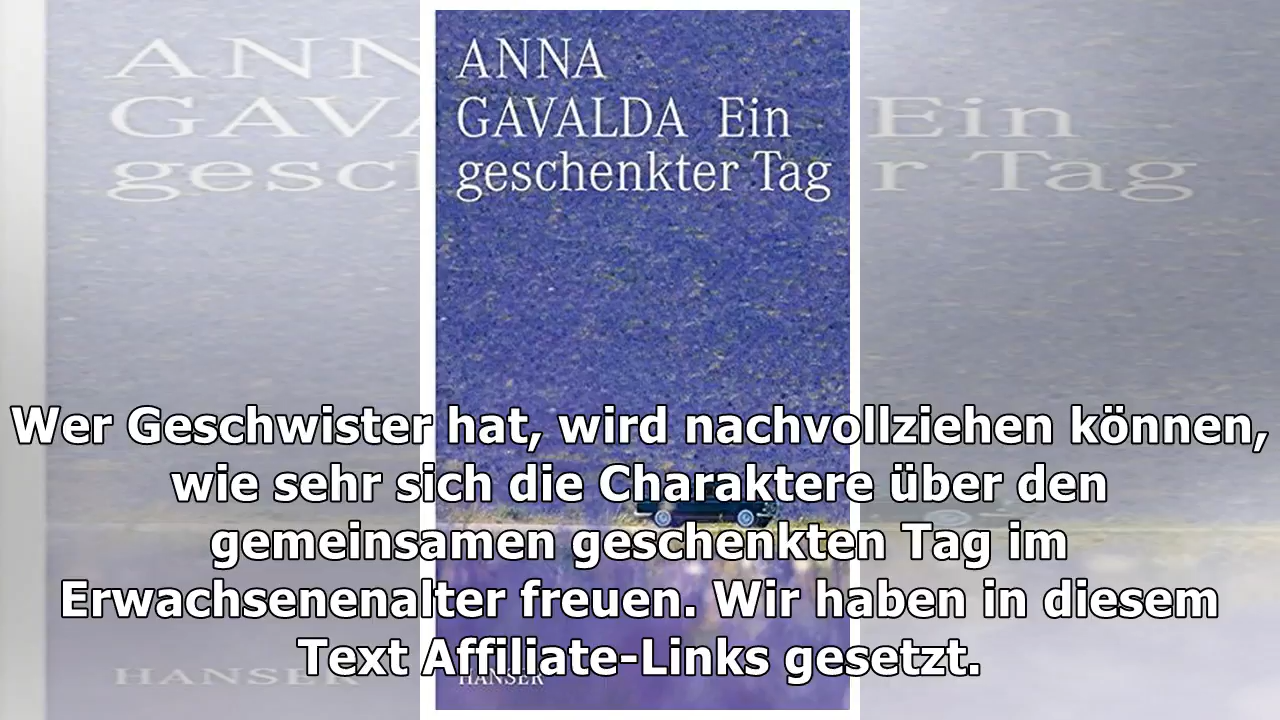 ANNA
GAVALDA Ein
geschenkter Tag
Wer Geschwister hat, wird nachvollziehen können,
wie sehr sich die Charaktere über den
gemeinsamen geschenkten Tag im
Erwachsenenalter freuen. Wir haben in diesem
Text Affiliate-Links gesetzt.
HANSER